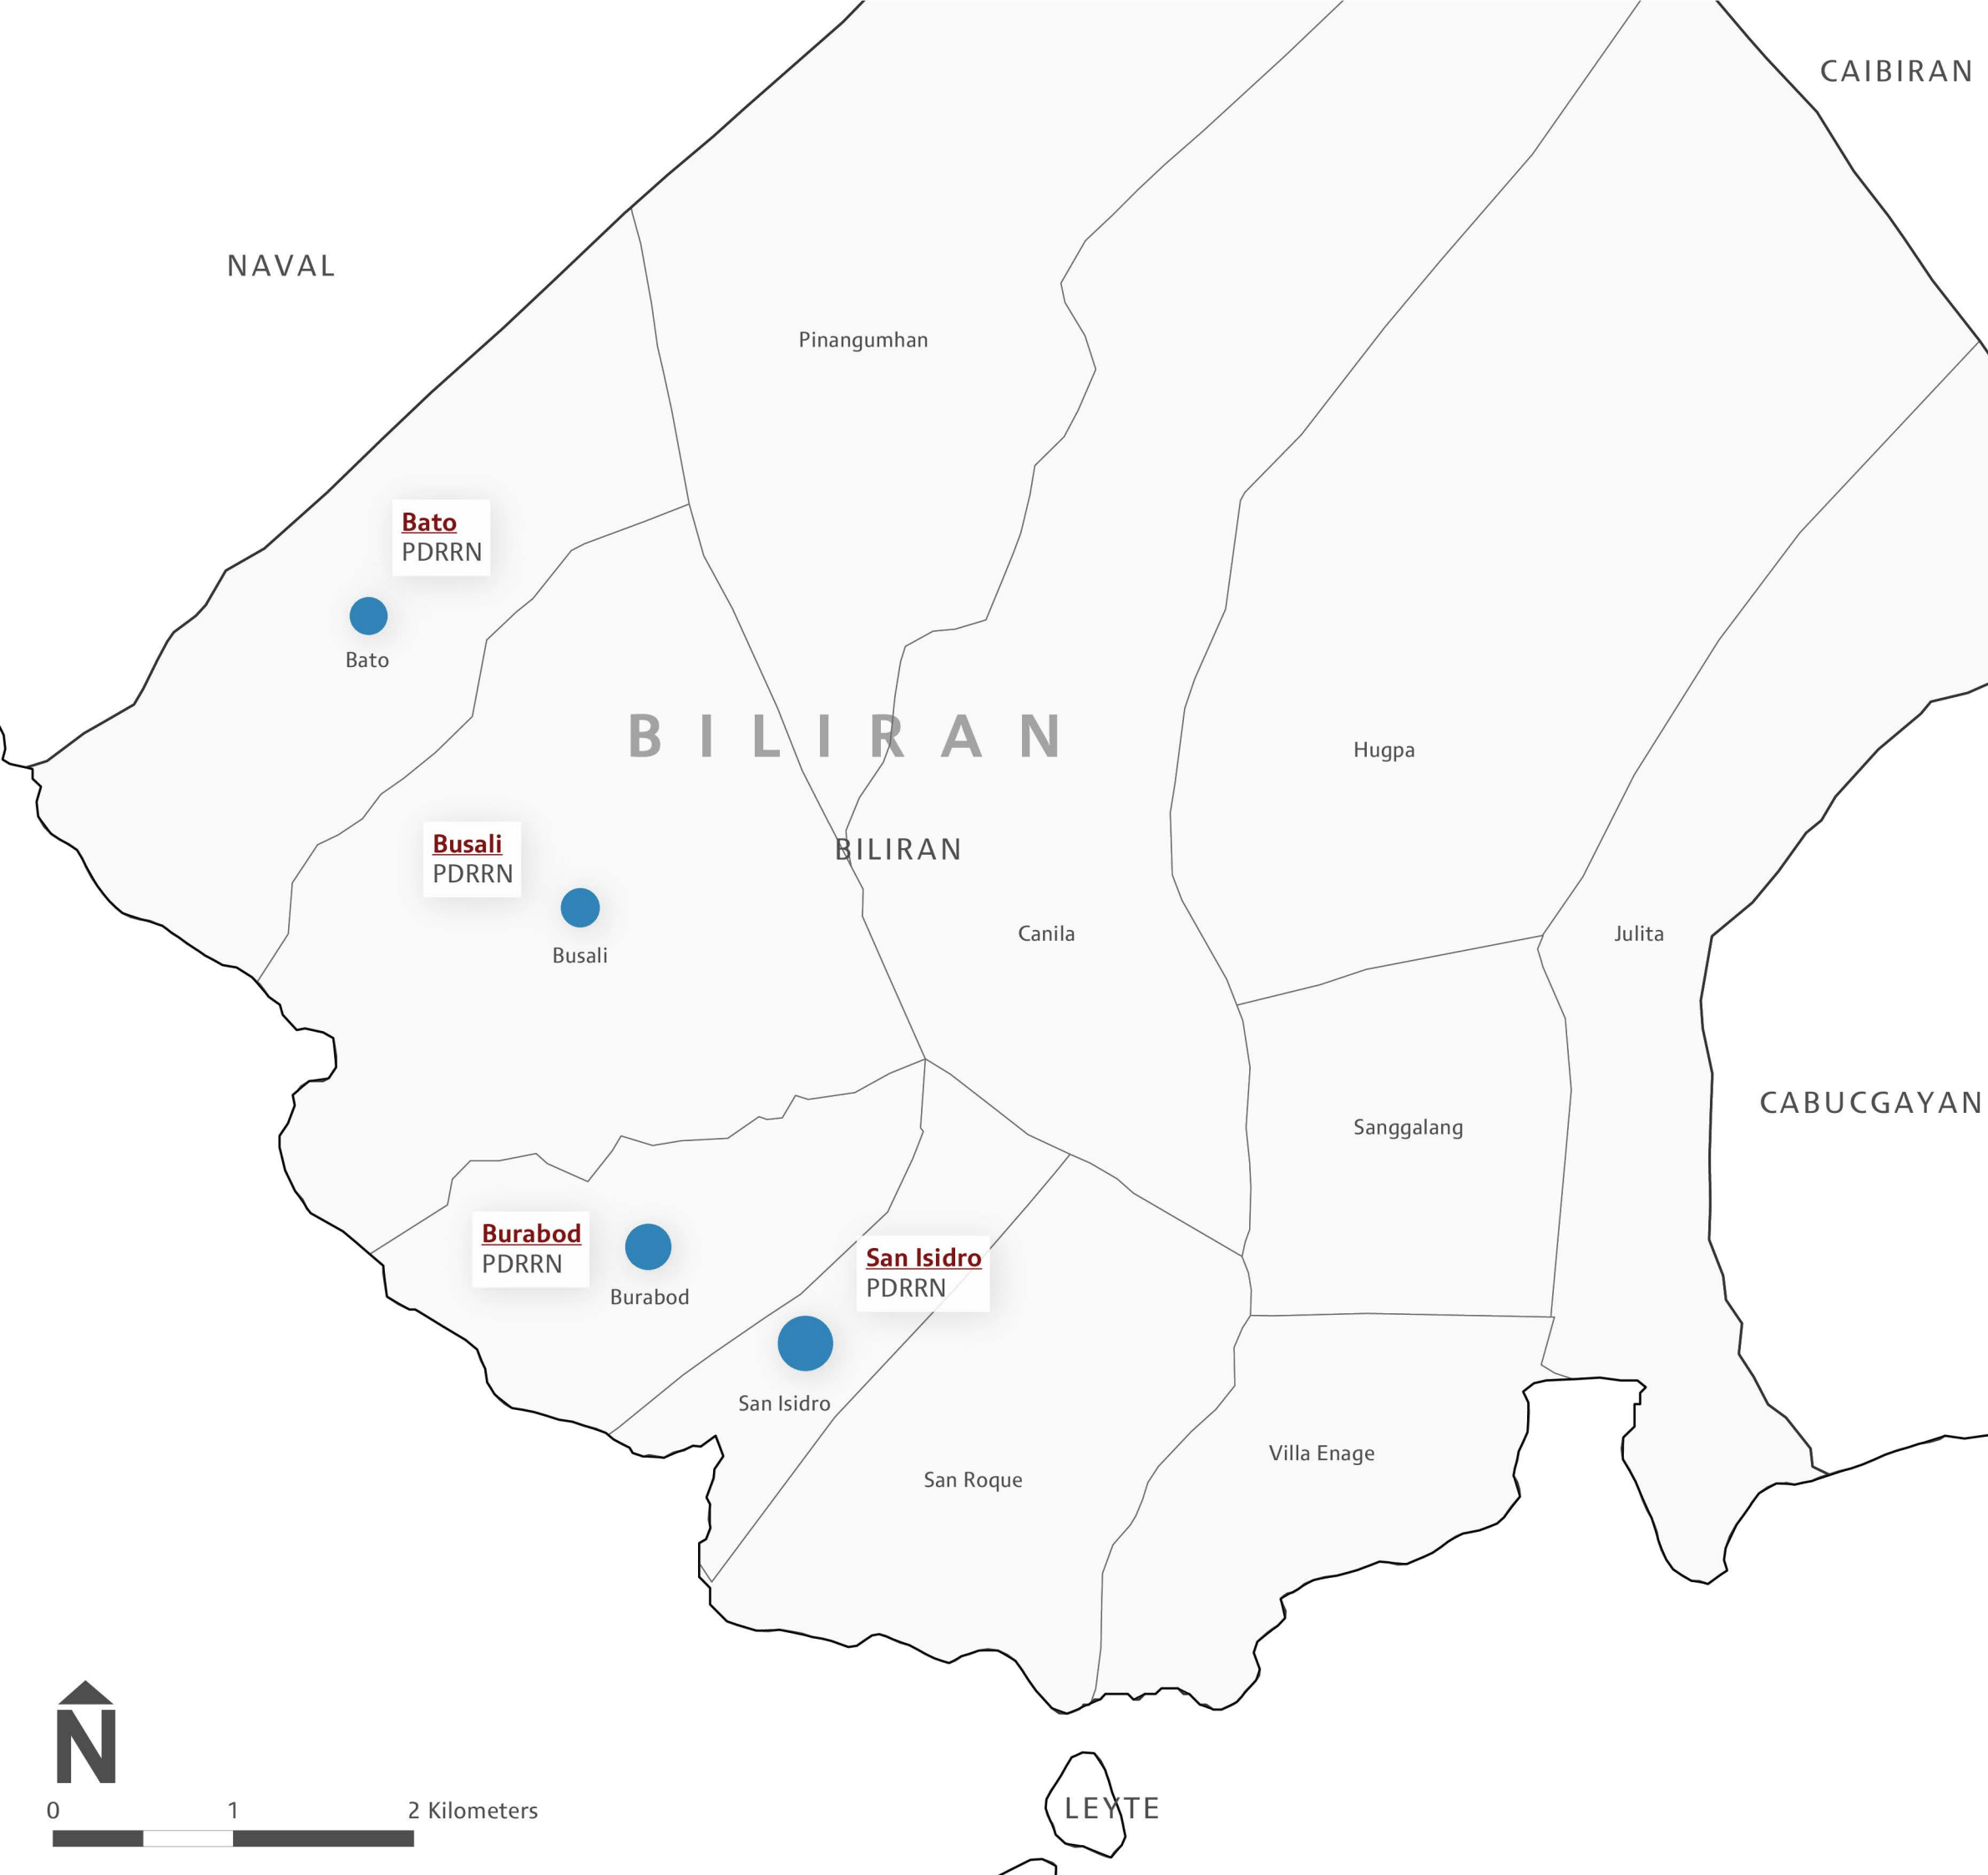 CAIBIRAN
NAVAL
Pinangumhan
Bato
PDRRN
Bato
BILIRAN
Hugpa
Busali
PDRRN
BILIRAN
Busali
Canila
Julita
CABUCGAYAN
Sanggalang
Burabod
PDRRN
Burabod
San Isidro
PDRRN
San Isidro
San Roque
Villa Enage
N
0 1 2 Kilometers
LEYTE